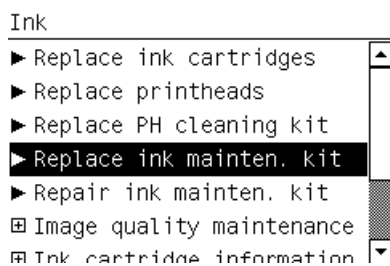 Ink
Replace ink cartridges
Replace printheads
Replace PH cleaning kit
Replace ink mainten. kit
Repair ink mainten. kit
Image quality maintenance
Ink cartridge information